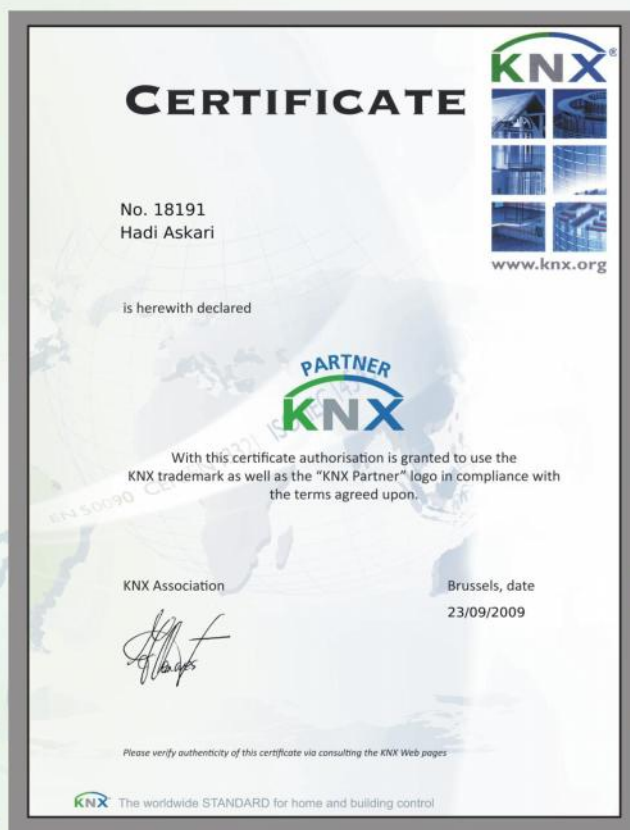 CERTIFICATE
KNX®
www.knx.org
No. 18191
Hadi Askari
is herewith declared
PARTNER
KNX
With this certificate authorisation is granted to use the
KNX trademark as well as the “KNX Partner” logo in compliance with
the terms agreed upon.
EN 50090
KNX Association
Brussels, date
23/09/2009
Please verify authenticity of this certificate via consulting the KNX Web pages
KNX The worldwide STANDARD for home and building control